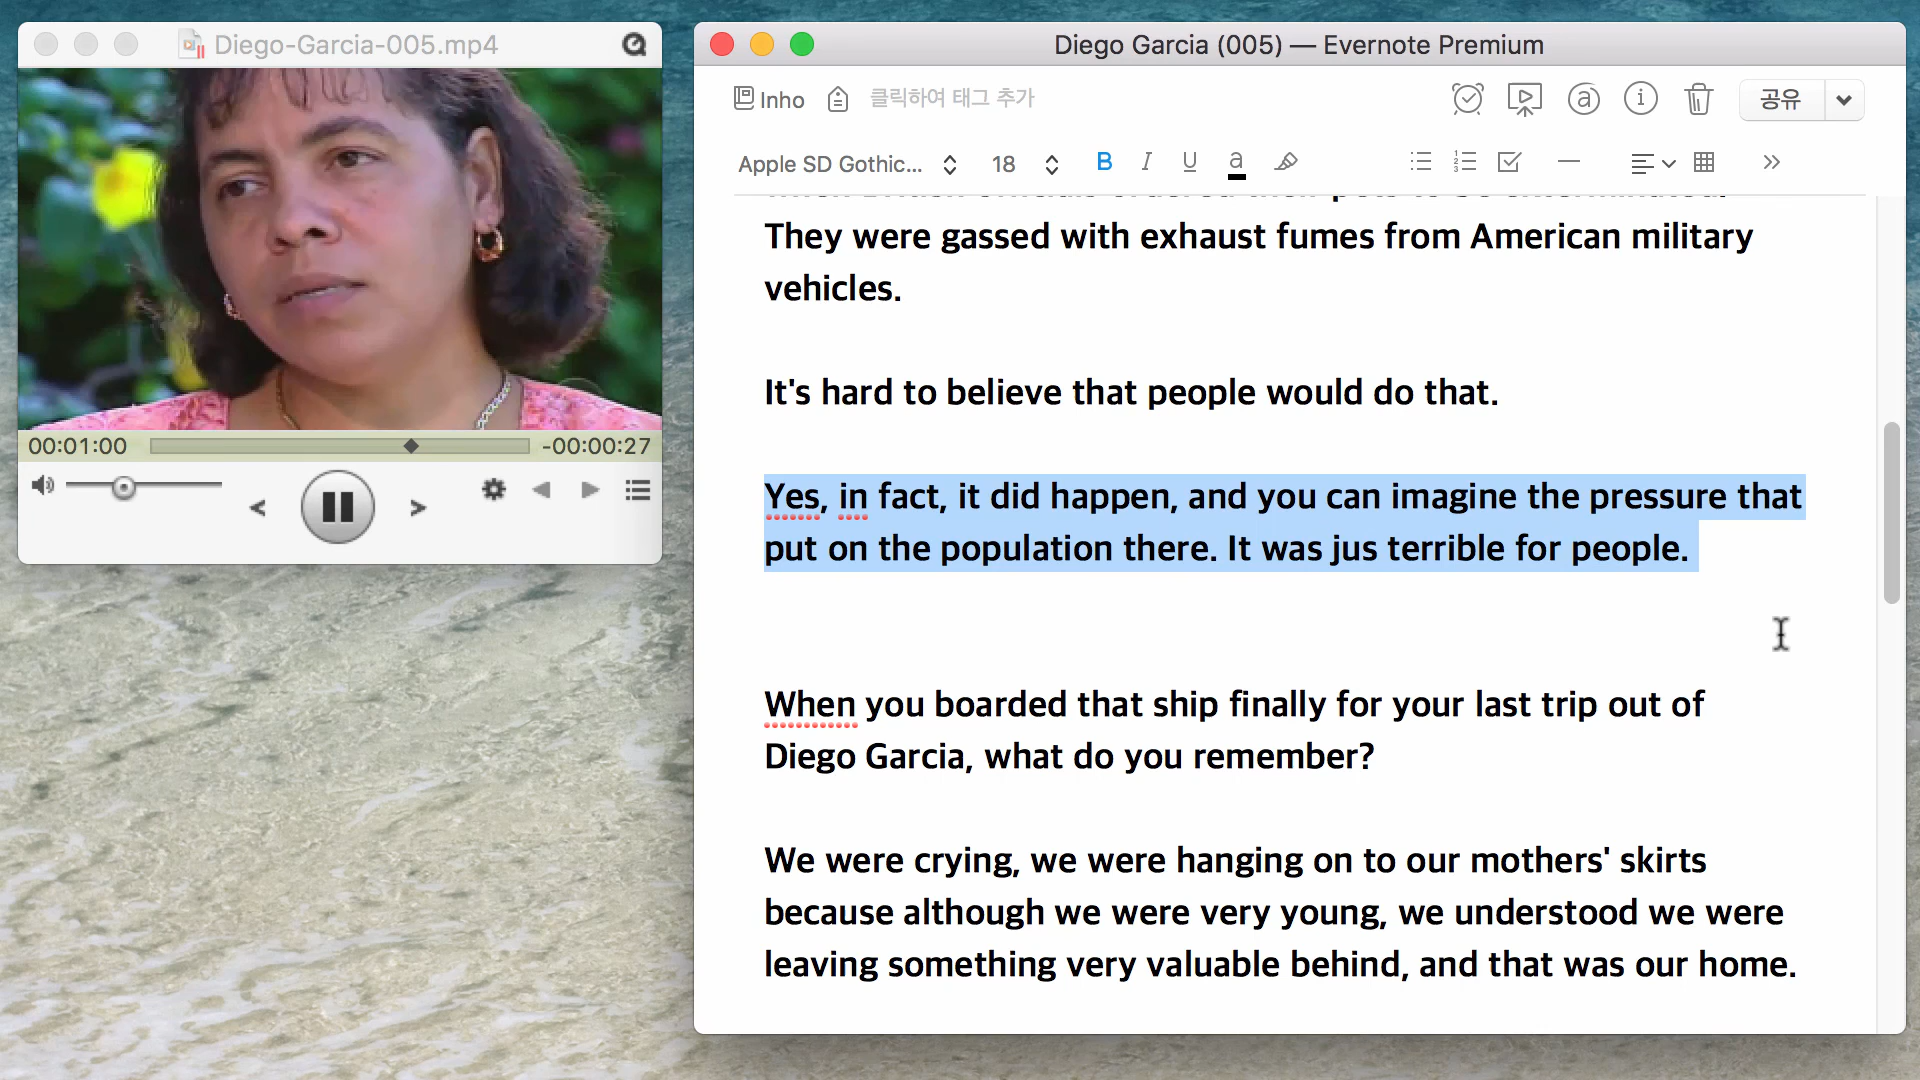 Diego-Garcia-005.mp4
00:01:00
-00:00:27
Diego Garcia (005) — Evernote Premium
Inho
클릭하여 태그 추가
공유
Apple SD Gothic...
18
B I U a
They were gassed with exhaust fumes from American military
vehicles.
It's hard to believe that people would do that.
Yes, in fact, it did happen, and you can imagine the pressure that
put on the population there. It was jus terrible for people.
When you boarded that ship finally for your last trip out of
Diego Garcia, what do you remember?
We were crying, we were hanging on to our mothers' skirts
because although we were very young, we understood we were
leaving something very valuable behind, and that was our home.